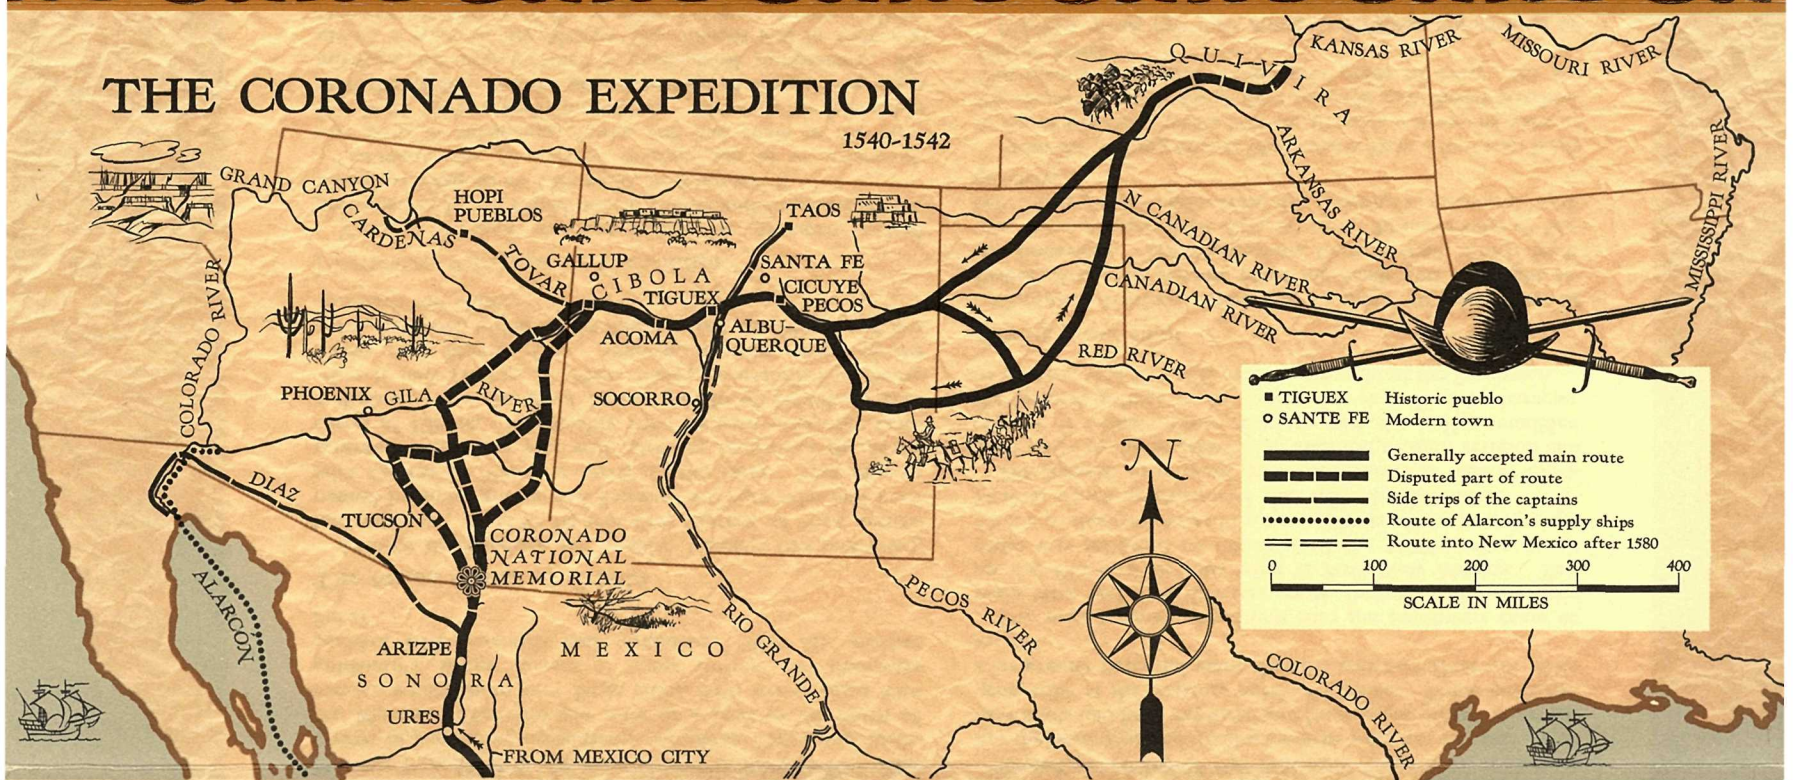 THE CORONADO EXPEDITION
1540-1542
QUIVIRA
KANSAS RIVER
MISSOURI RIVER
MISSISSIPPI RIVER
ARKANSAS RIVER
GRAND CANYON
CARDENAS
HOPI
PUEBLOS
TOVAR
GALLUP
CIBOLA
TAOS
SANTA FE
CICUYE
PECOS
TIGUEX
ACOMA
ALBU-
QUERQUE
N CANADIAN RIVER
CANADIAN RIVER
RED RIVER
COLORADO RIVER
PHOENIX
GILA RIVER
SOCORRO
DIAZ
TUCSON
CORONADO
NATIONAL
MEMORIAL
ALARCON
ARIZPE
SONORA
URES
FROM MEXICO CITY
MEXICO
RIO GRANDE
PECOS RIVER
COLORADO RIVER
N
TIGUEX Historic pueblo
SANTE FE Modern town
Generally accepted main route
Disputed part of route
Side trips of the captains
Route of Alarcon's supply ships
Route into New Mexico after 1580
0 100 200 300 400
SCALE IN MILES